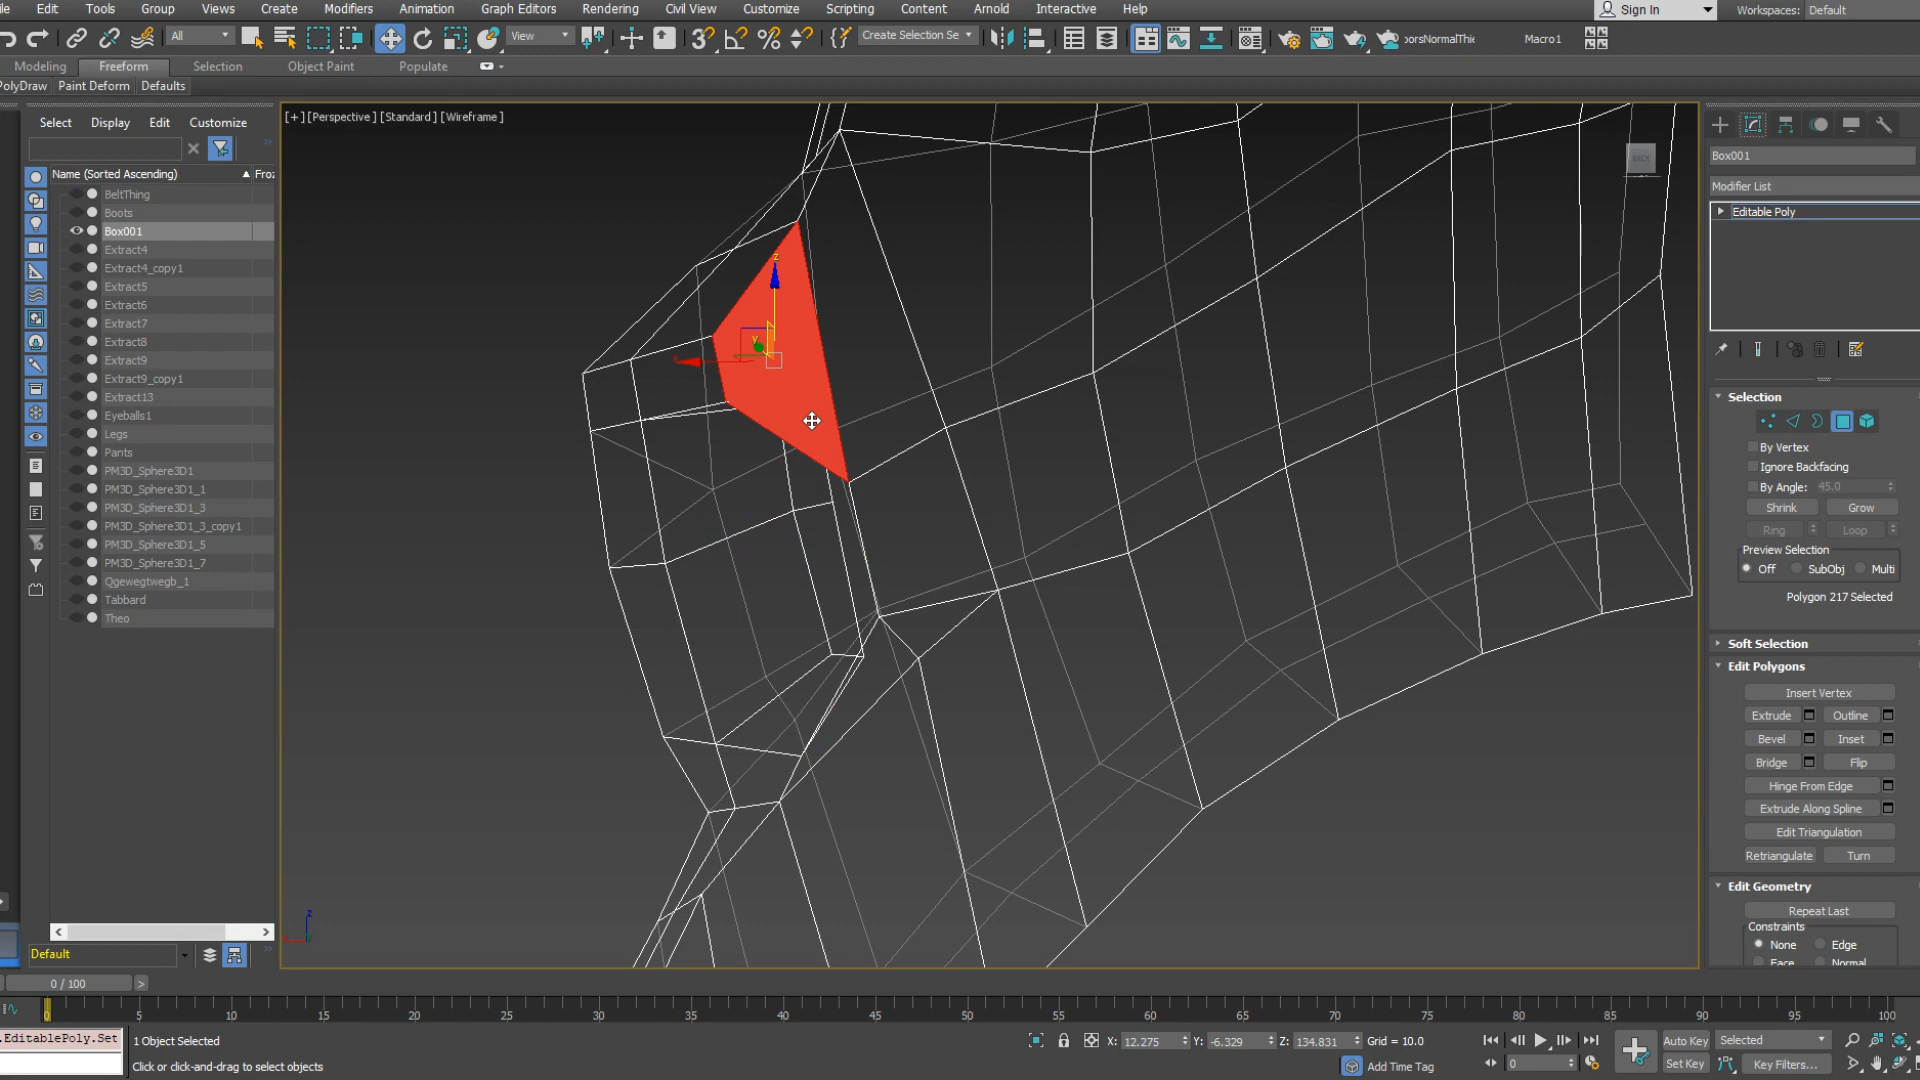 ile Edit Tools Group Views Create Modifiers Animation Graph Editors Rendering Civil View Customize Scripting Content Arnold Interactive Help Sign In Workspaces: Default
All View Create Selection Se oorsNormalThi Macro1
Modeling Freeform Selection Object Paint Populate
PolyDraw Paint Deform Defaults
Select Display Edit Customize
[+] [Perspective] [Standard] [Wireframe]
Name (Sorted Ascending) Fro
BeltThing
Boots
Box001
Extract4
Extract4_copy1
Extract5
Extract6
Extract7
Extract8
Extract9
Extract9_copy1
Extract13
Eyeballs1
Legs
Pants
PM3D_Sphere3D1
PM3D_Sphere3D1_1
PM3D_Sphere3D1_3
PM3D_Sphere3D1_3_copy1
PM3D_Sphere3D1_5
PM3D_Sphere3D1_7
Qgewegtwegb_1
Tabbard
Theo
Default
z
y
z
Box001
Modifier List
Editable Poly
Selection
By Vertex
Ignore Backfacing
By Angle: 45.0
Shrink Grow
Ring Loop
Preview Selection
Off SubObj Multi
Polygon 217 Selected
Soft Selection
Edit Polygons
Insert Vertex
Extrude Outline
Bevel Inset
Bridge Flip
Hinge From Edge
Extrude Along Spline
Edit Triangulation
Retriangulate Turn
Edit Geometry
Repeat Last
Constraints
None Edge
Face Normal
0 / 100 >
0 5 10 15 20 25 30 35 40 45 50 55 60 65 70 75 80 85 90 95 100
.EditablePoly.Set 1 Object Selected X: 12.275 Y: -6.329 Z: 134.831 Grid = 10.0 Auto Key Selected
Click or click-and-drag to select objects Add Time Tag 0 Set Key Key Filters...